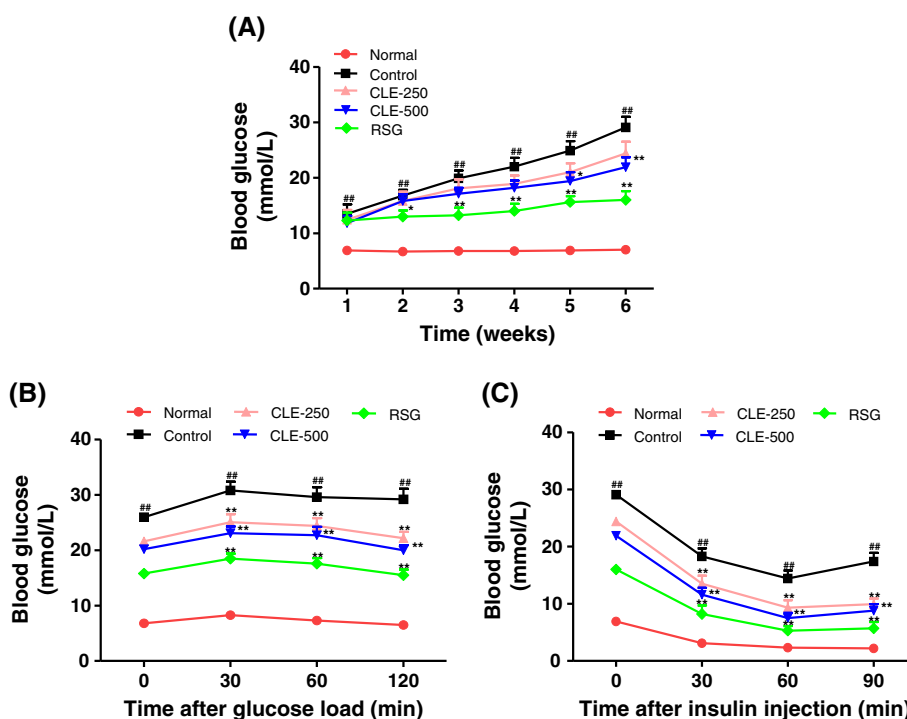 (A)
Normal
Control
CLE-250
CLE-500
RSG
Blood glucose
(mmol/L)
40
30
20
10
0
## ## ## ## ## ##
* ** ** ** * ** ** **
1 2 3 4 5 6
Time (weeks)
(B)
Normal CLE-250 RSG
Control CLE-500
Blood glucose
(mmol/L)
40
30
20
10
0
## ## ## ##
** ** ** **
** ** **
** ** **
0 30 60 120
Time after glucose load (min)
(C)
Normal CLE-250 RSG
Control CLE-500
Blood glucose
(mmol/L)
40
30
20
10
0
## ## ## ##
** ** **
** ** **
** ** **
0 30 60 90
Time after insulin injection (min)